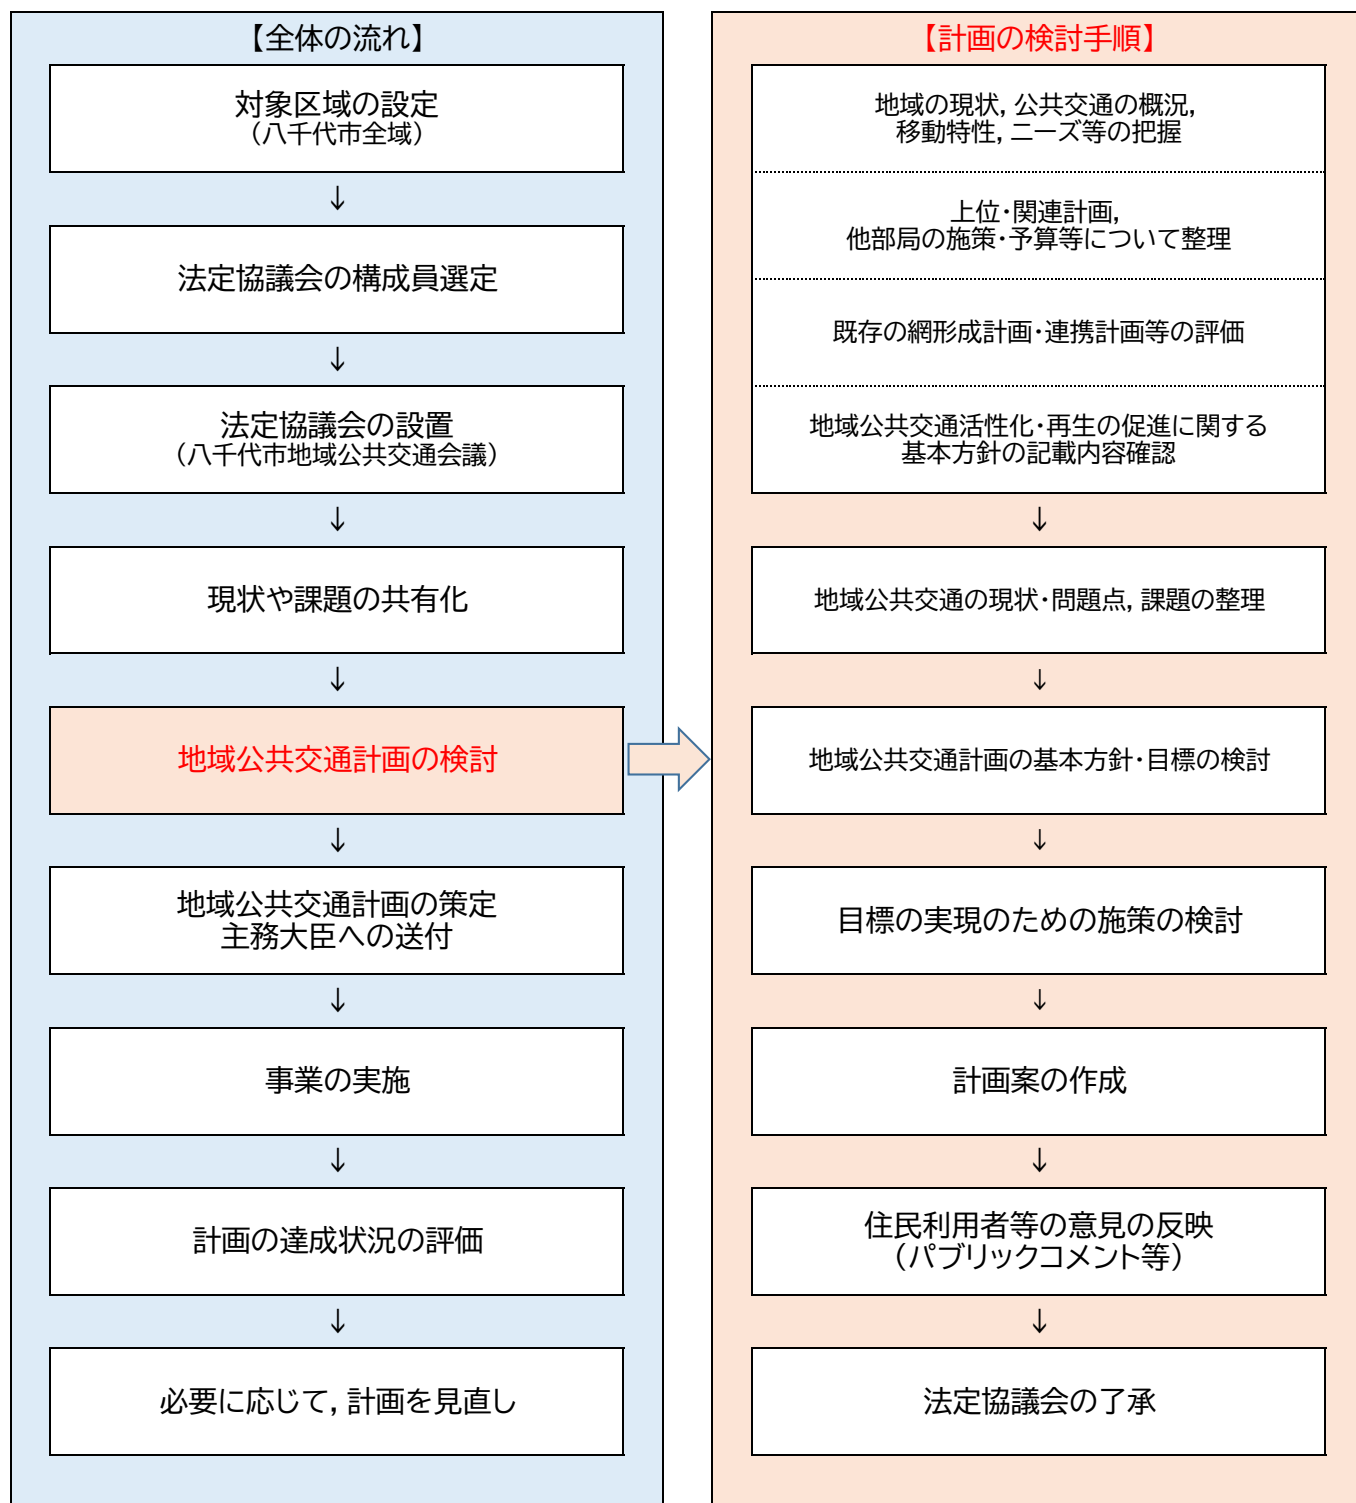 【全体の流れ】
対象区域の設定
（八千代市全域）
↓
法定協議会の構成員選定
↓
法定協議会の設置
（八千代市地域公共交通会議）
↓
現状や課題の共有化
↓
地域公共交通計画の検討
↓
地域公共交通計画の策定
主務大臣への送付
↓
事業の実施
↓
計画の達成状況の評価
↓
必要に応じて，計画を見直し
【計画の検討手順】
地域の現状，公共交通の概況，
移動特性，ニーズ等の把握
上位・関連計画，
他部局の施策・予算等について整理
既存の網形成計画・連携計画等の評価
地域公共交通活性化・再生の促進に関する
基本方針の記載内容確認
↓
地域公共交通の現状・問題点，課題の整理
↓
地域公共交通計画の基本方針・目標の検討
↓
目標の実現のための施策の検討
↓
計画案の作成
↓
住民利用者等の意見の反映
（パブリックコメント等）
↓
法定協議会の了承